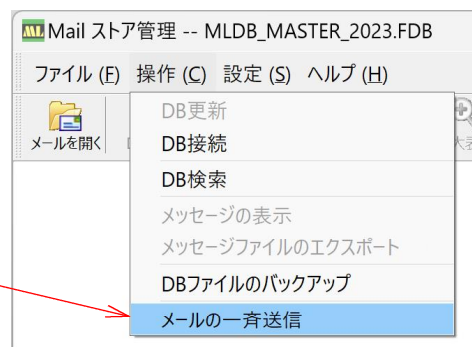 Mail ストア管理 -- MLDB_MASTER_2023.FDB
ファイル (F) 操作 (C) 設定 (S) ヘルプ (H)
メールを開く
DB更新
DB接続
DB検索
メッセージの表示
メッセージファイルのエクスポート
DBファイルのバックアップ
メールの一斉送信